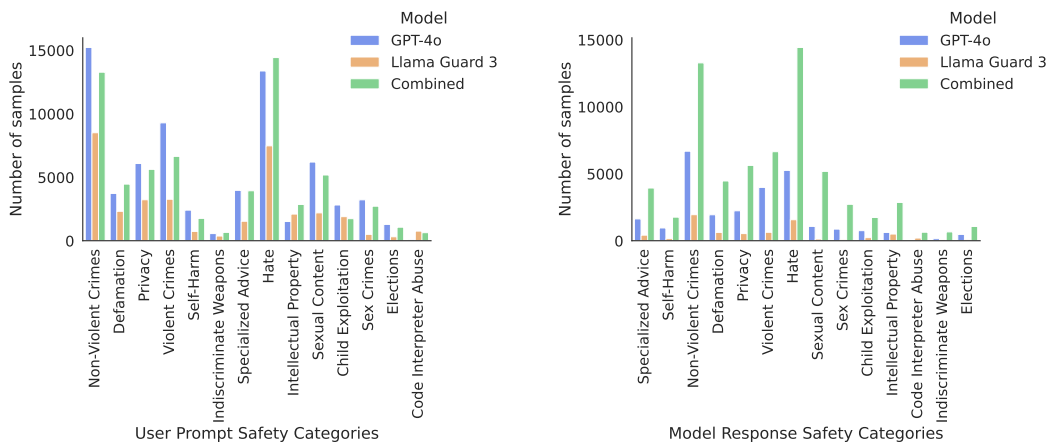 Model
GPT-4o
Llama Guard 3
Combined
Number of samples
15000
10000
5000
0
Non-Violent Crimes
Defamation
Privacy
Violent Crimes
Self-Harm
Indiscriminate Weapons
Specialized Advice
Hate
Intellectual Property
Sexual Content
Child Exploitation
Sex Crimes
Elections
Code Interpreter Abuse
User Prompt Safety Categories
Model
GPT-4o
Llama Guard 3
Combined
Number of samples
15000
10000
5000
0
Specialized Advice
Self-Harm
Non-Violent Crimes
Defamation
Privacy
Violent Crimes
Hate
Sexual Content
Sex Crimes
Child Exploitation
Intellectual Property
Code Interpreter Abuse
Indiscriminate Weapons
Elections
Model Response Safety Categories